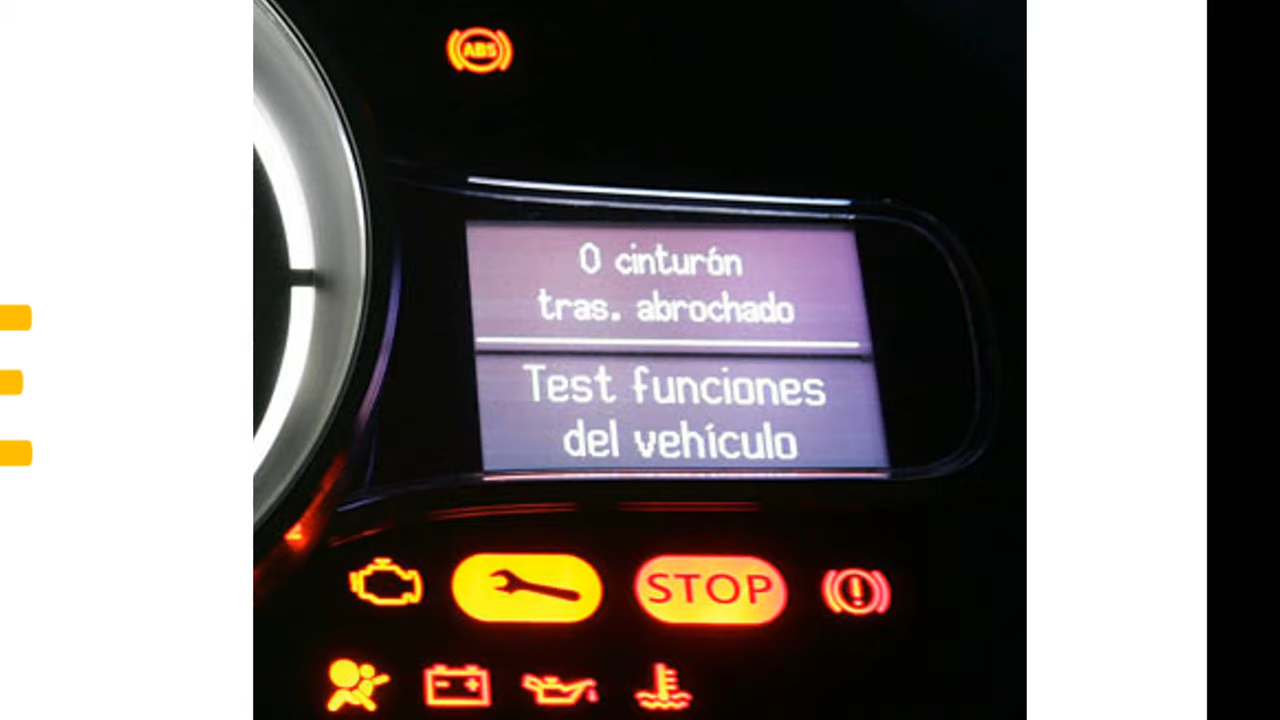 ABS
0 cinturón
tras. abrochado
Test funciones
del vehículo
STOP